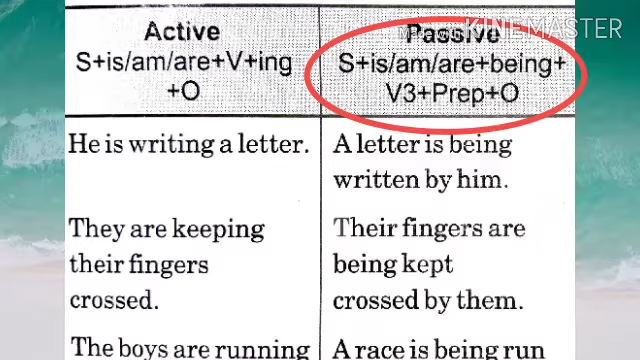 Made with KINEMASTER
Active
S+is/am/are+V+ing
+O
Passive
S+is/am/are+being+
V3+Prep+O
He is writing a letter.
A letter is being
written by him.
They are keeping
their fingers
crossed.
Their fingers are
being kept
crossed by them.
The boys are running
A race is being run